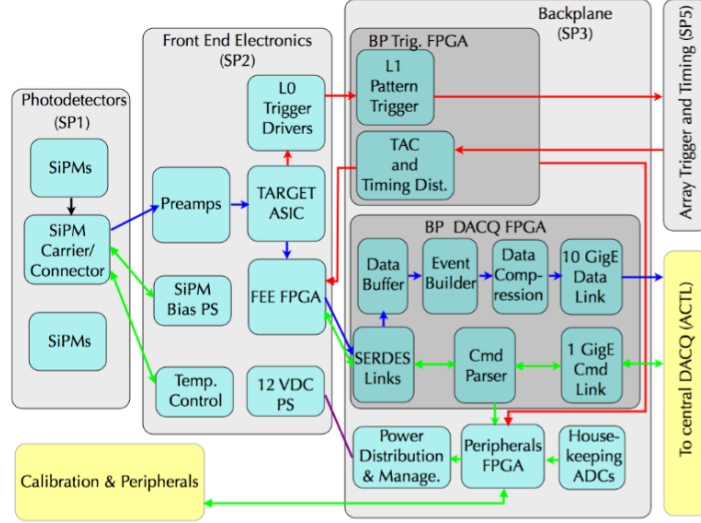 Photodetectors
(SP1)
SiPMs
SiPM
Carrier/
Connector
SiPMs
Front End Electronics
(SP2)
L0
Trigger
Drivers
Preamps
TARGET
ASIC
SiPM
Bias PS
FEE FPGA
Temp.
Control
12 VDC
PS
Backplane
(SP3)
BP Trig. FPGA
L1
Pattern
Trigger
TAC
and
Timing Dist.
BP DACQ FPGA
Data
Buffer
Event
Builder
Data
Comp-
ression
10 GigE
Data
Link
SERDES
Links
Cmd
Parser
1 GigE
Cmd
Link
Power
Distribution
& Manage.
Peripherals
FPGA
House-
keeping
ADCs
Array Trigger and Timing (SP5)
To central DACQ (ACTL)
Calibration & Peripherals